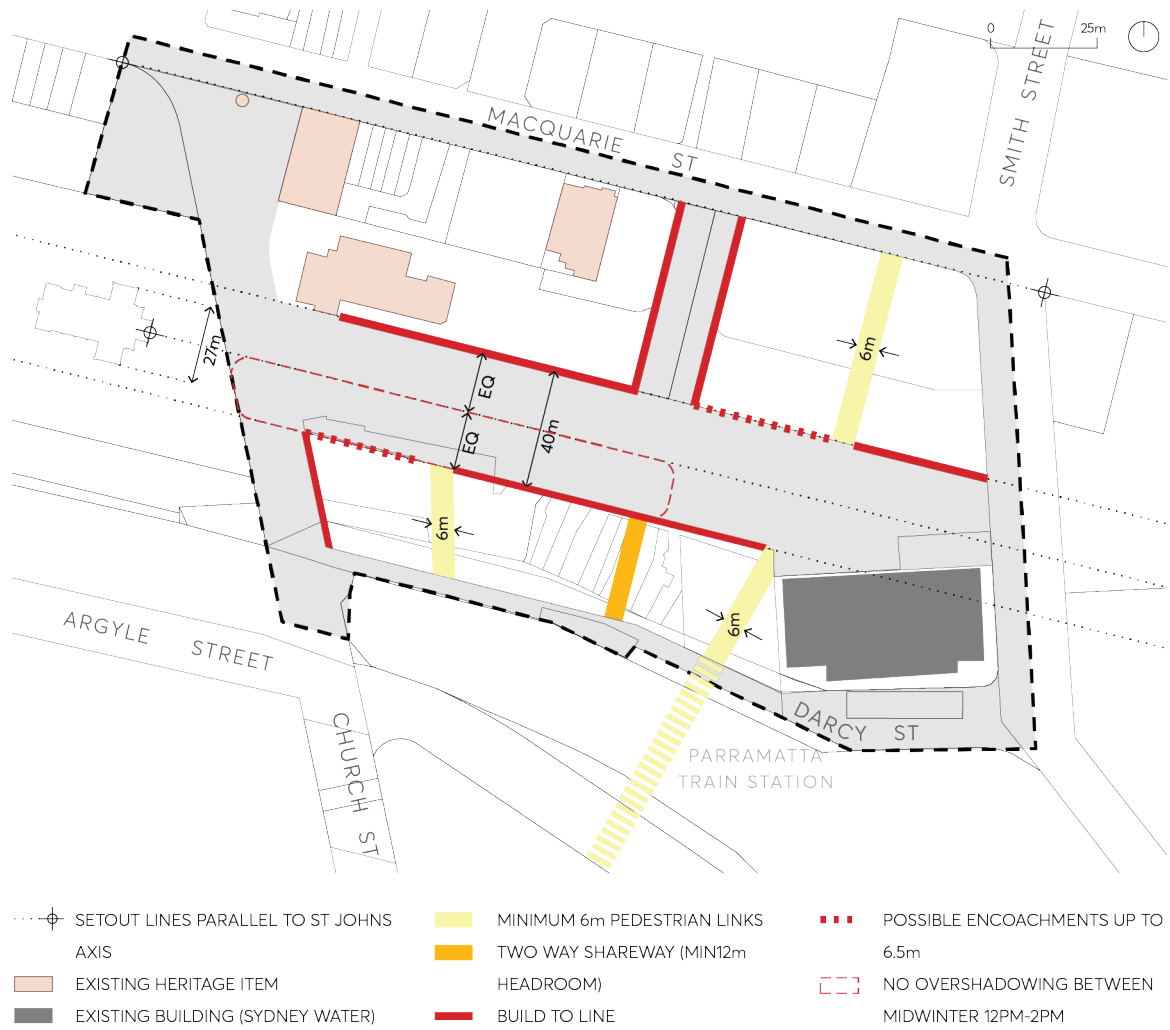 0 25m
SMITH STREET
MACQUARIE ST
27m
EQ
EQ
40m
6m
6m
6m
ARGYLE STREET
CHURCH ST
DARCY ST
PARRAMATTA
TRAIN STATION
SETOUT LINES PARALLEL TO ST JOHNS
AXIS
EXISTING HERITAGE ITEM
EXISTING BUILDING (SYDNEY WATER)
MINIMUM 6m PEDESTRIAN LINKS
TWO WAY SHAREWAY (MIN12m
HEADROOM)
BUILD TO LINE
POSSIBLE ENCOACHMENTS UP TO
6.5m
NO OVERSHADOWING BETWEEN
MIDWINTER 12PM-2PM